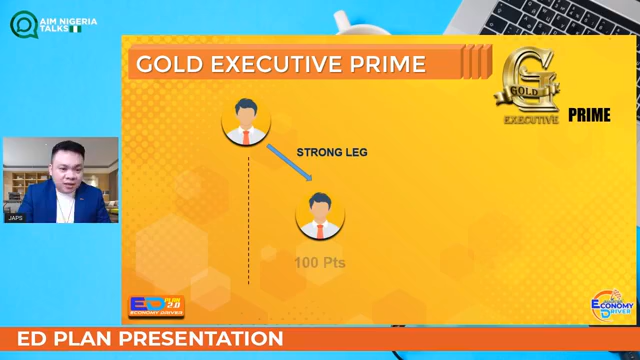 AIM NIGERIA
TALKS
GOLD EXECUTIVE PRIME
G
GOLD
EXECUTIVE
PRIME
STRONG LEG
JAPS
100 Pts
ED PLAN
2.0
ECONOMY DRIVER
ECONOMY
DRIVER
ED PLAN PRESENTATION